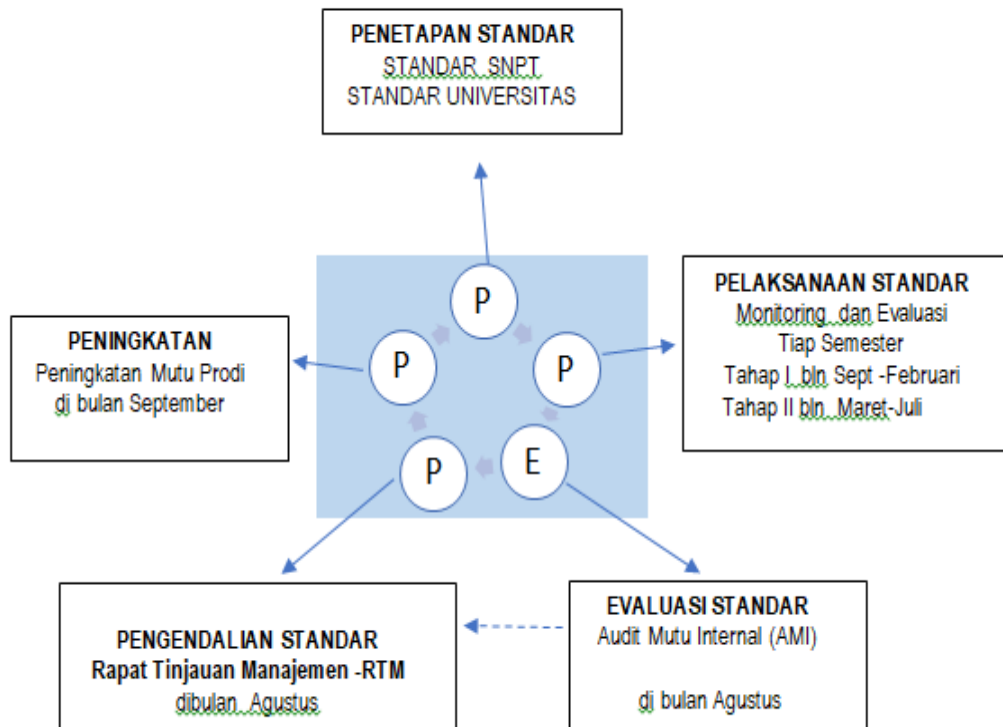 PENETAPAN STANDAR
STANDAR SNPT
STANDAR UNIVERSITAS
P
P
E
P
P
PELAKSANAAN STANDAR
Monitoring dan Evaluasi
Tiap Semester
Tahap I bln Sept -Februari
Tahap II bln Maret-Juli
PENINGKATAN
Peningkatan Mutu Prodi
di bulan September
PENGENDALIAN STANDAR
Rapat Tinjauan Manajemen -RTM
dibulan Agustus
EVALUASI STANDAR
Audit Mutu Internal (AMI)
di bulan Agustus